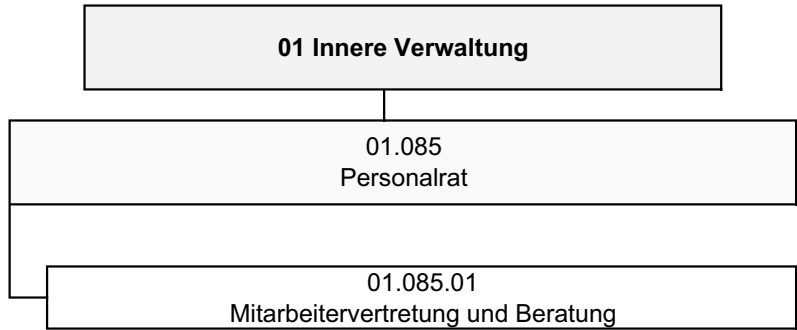 01 Innere Verwaltung
01.085
Personalrat
01.085.01
Mitarbeitervertretung und Beratung